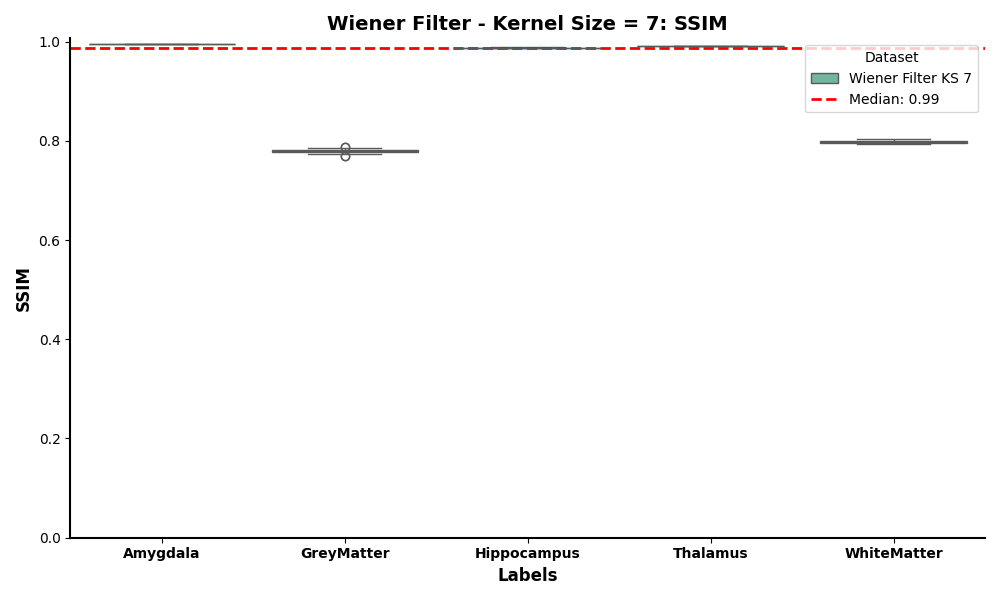 Wiener Filter - Kernel Size = 7: SSIM
Dataset
Wiener Filter KS 7
Median: 0.99
SSIM
1.0
0.8
0.6
0.4
0.2
0.0
Amygdala
GreyMatter
Hippocampus
Thalamus
WhiteMatter
Labels